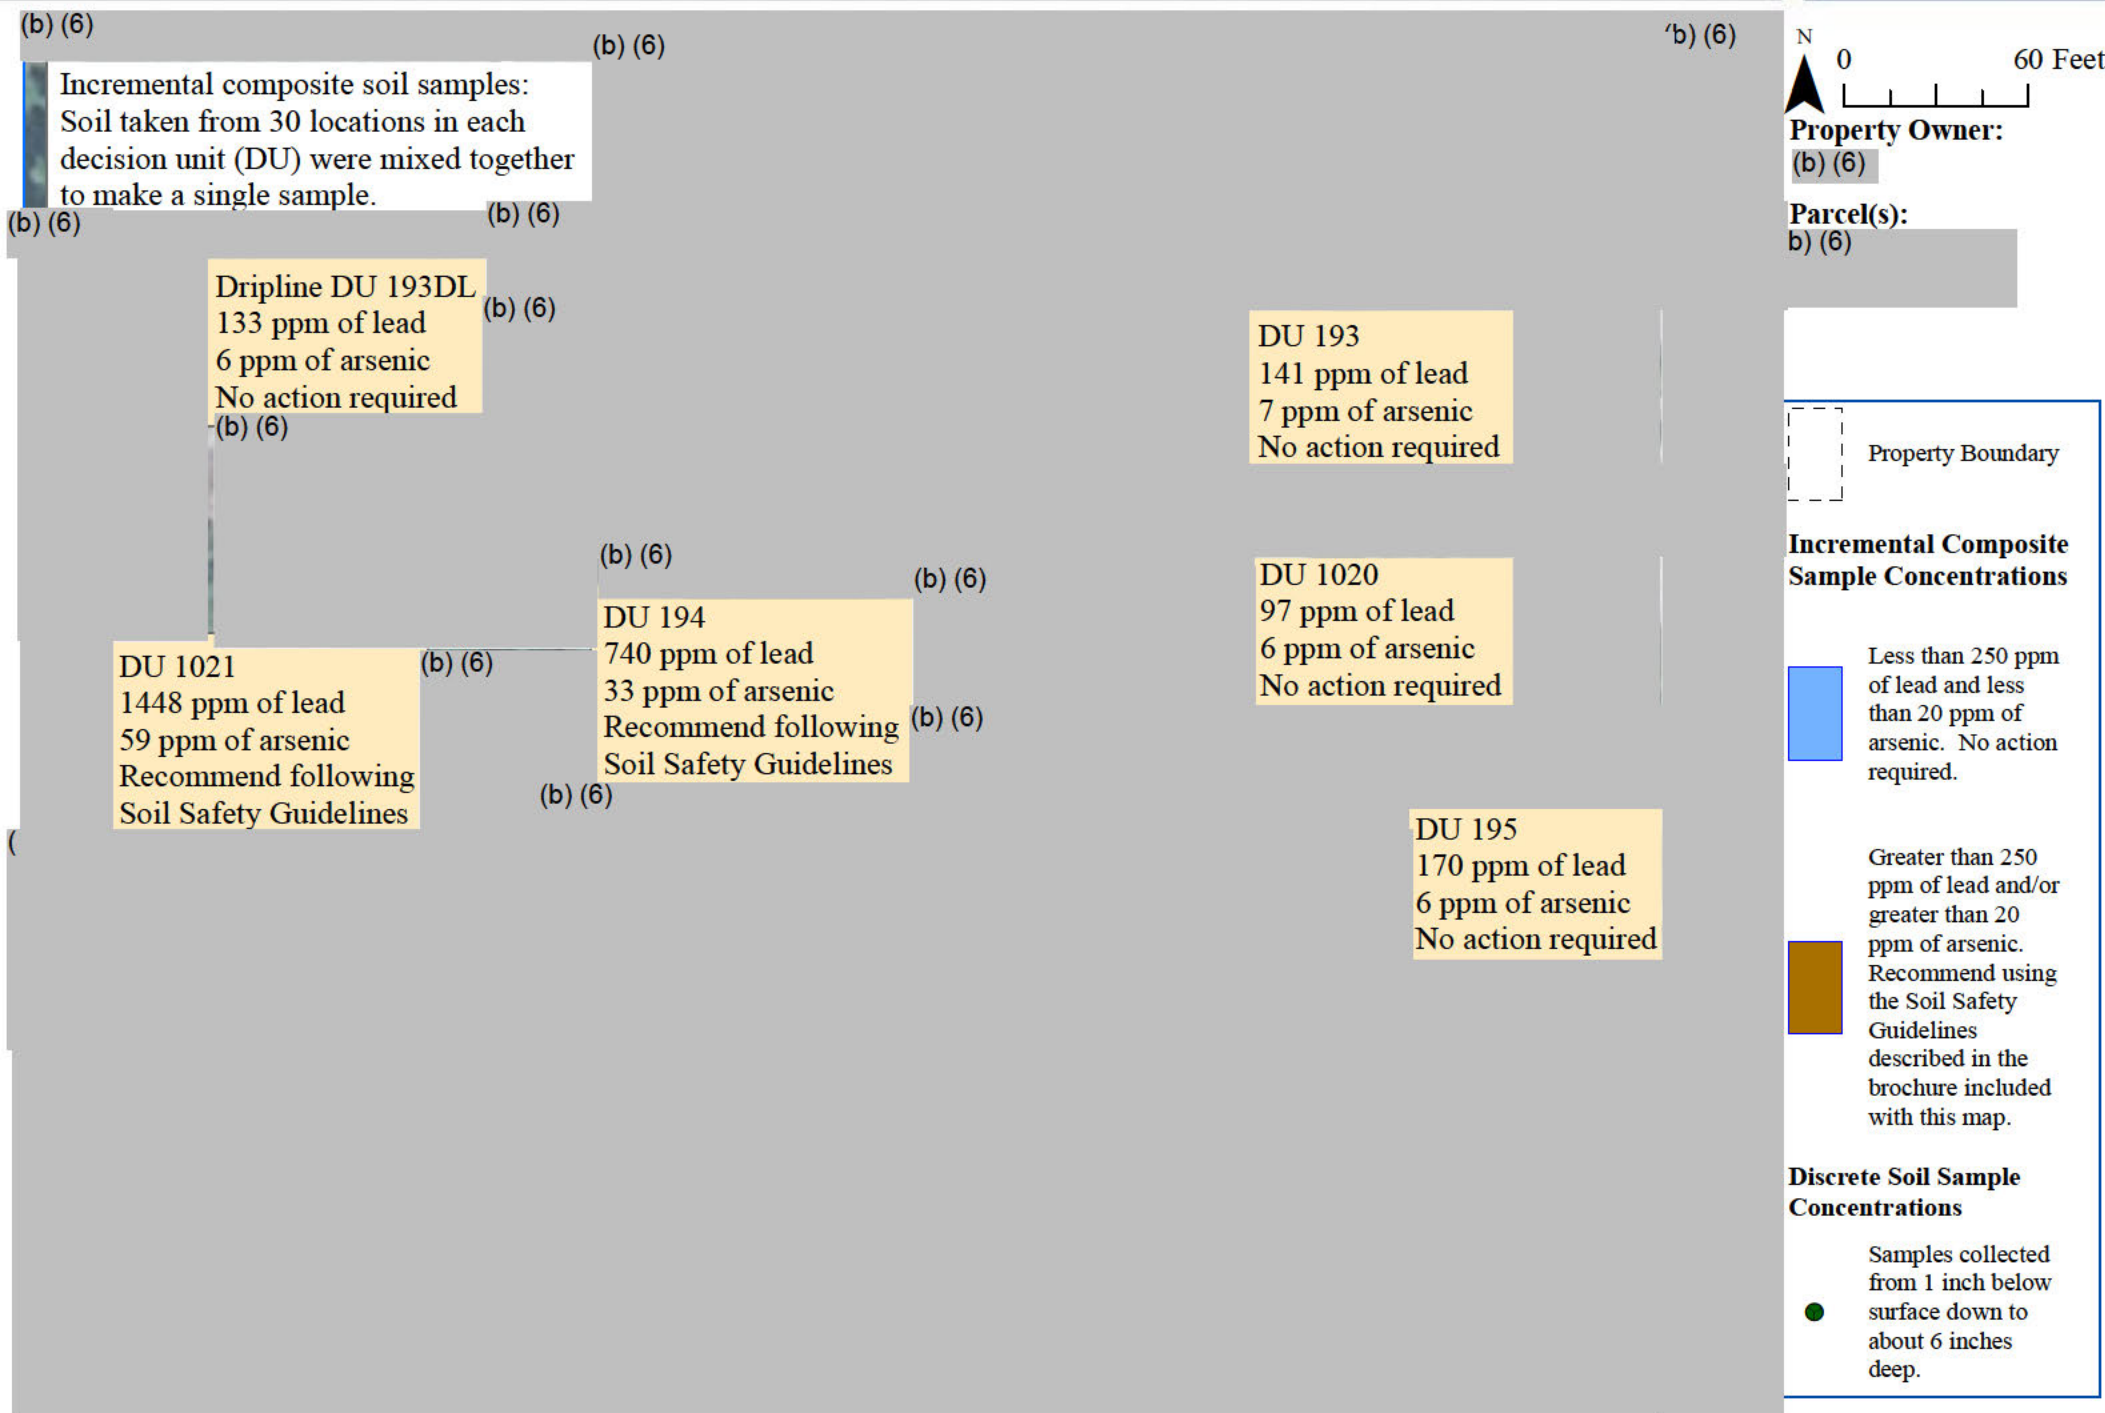 (b) (6)
(b) (6)
'b) (6)
Incremental composite soil samples:
Soil taken from 30 locations in each
decision unit (DU) were mixed together
to make a single sample.
(b) (6)
(b) (6)
Dripline DU 193DL
133 ppm of lead
6 ppm of arsenic
No action required
(b) (6)
(b) (6)
DU 193
141 ppm of lead
7 ppm of arsenic
No action required
(b) (6)
(b) (6)
DU 194
740 ppm of lead
33 ppm of arsenic
Recommend following
Soil Safety Guidelines
(b) (6)
(b) (6)
DU 1020
97 ppm of lead
6 ppm of arsenic
No action required
DU 1021
1448 ppm of lead
59 ppm of arsenic
Recommend following
Soil Safety Guidelines
(b) (6)
(
DU 195
170 ppm of lead
6 ppm of arsenic
No action required
N
0 60 Feet
Property Owner:
(b) (6)
Parcel(s):
b) (6)
Property Boundary
Incremental Composite
Sample Concentrations
Less than 250 ppm
of lead and less
than 20 ppm of
arsenic. No action
required.
Greater than 250
ppm of lead and/or
greater than 20
ppm of arsenic.
Recommend using
the Soil Safety
Guidelines
described in the
brochure included
with this map.
Discrete Soil Sample
Concentrations
Samples collected
from 1 inch below
surface down to
about 6 inches
deep.